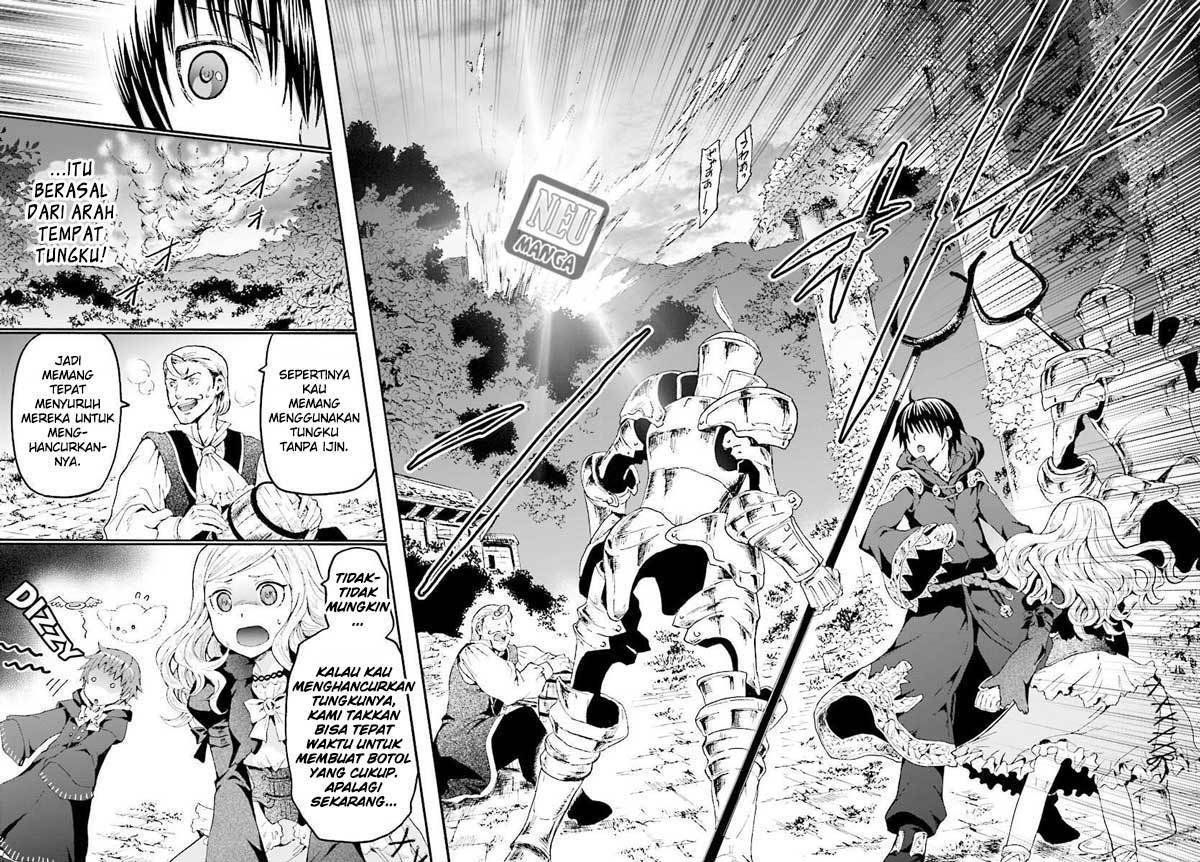 NEU
MANGA
...ITU
BERASAL
DARI ARAH
TEMPAT
TUNGKU!
SEPERTINYA
KAU
MEMANG
MENGGUNAKAN
TUNGKU
TANPA IJIN.
JADI
MEMANG
TEPAT
MENYURUH
MEREKA UNTUK
MENG-
HANCURKAN-
NYA.
TIDAK-
TIDAK
MUNGKIN
...
KALAU KAU
MENGHANCURKAN
TUNGKUNYA,
KAMI TAKKAN
BISA TEPAT
WAKTU UNTUK
MEMBUAT BOTOL
YANG CUKUP.
APALAGI
SEKARANG...
DIZZY